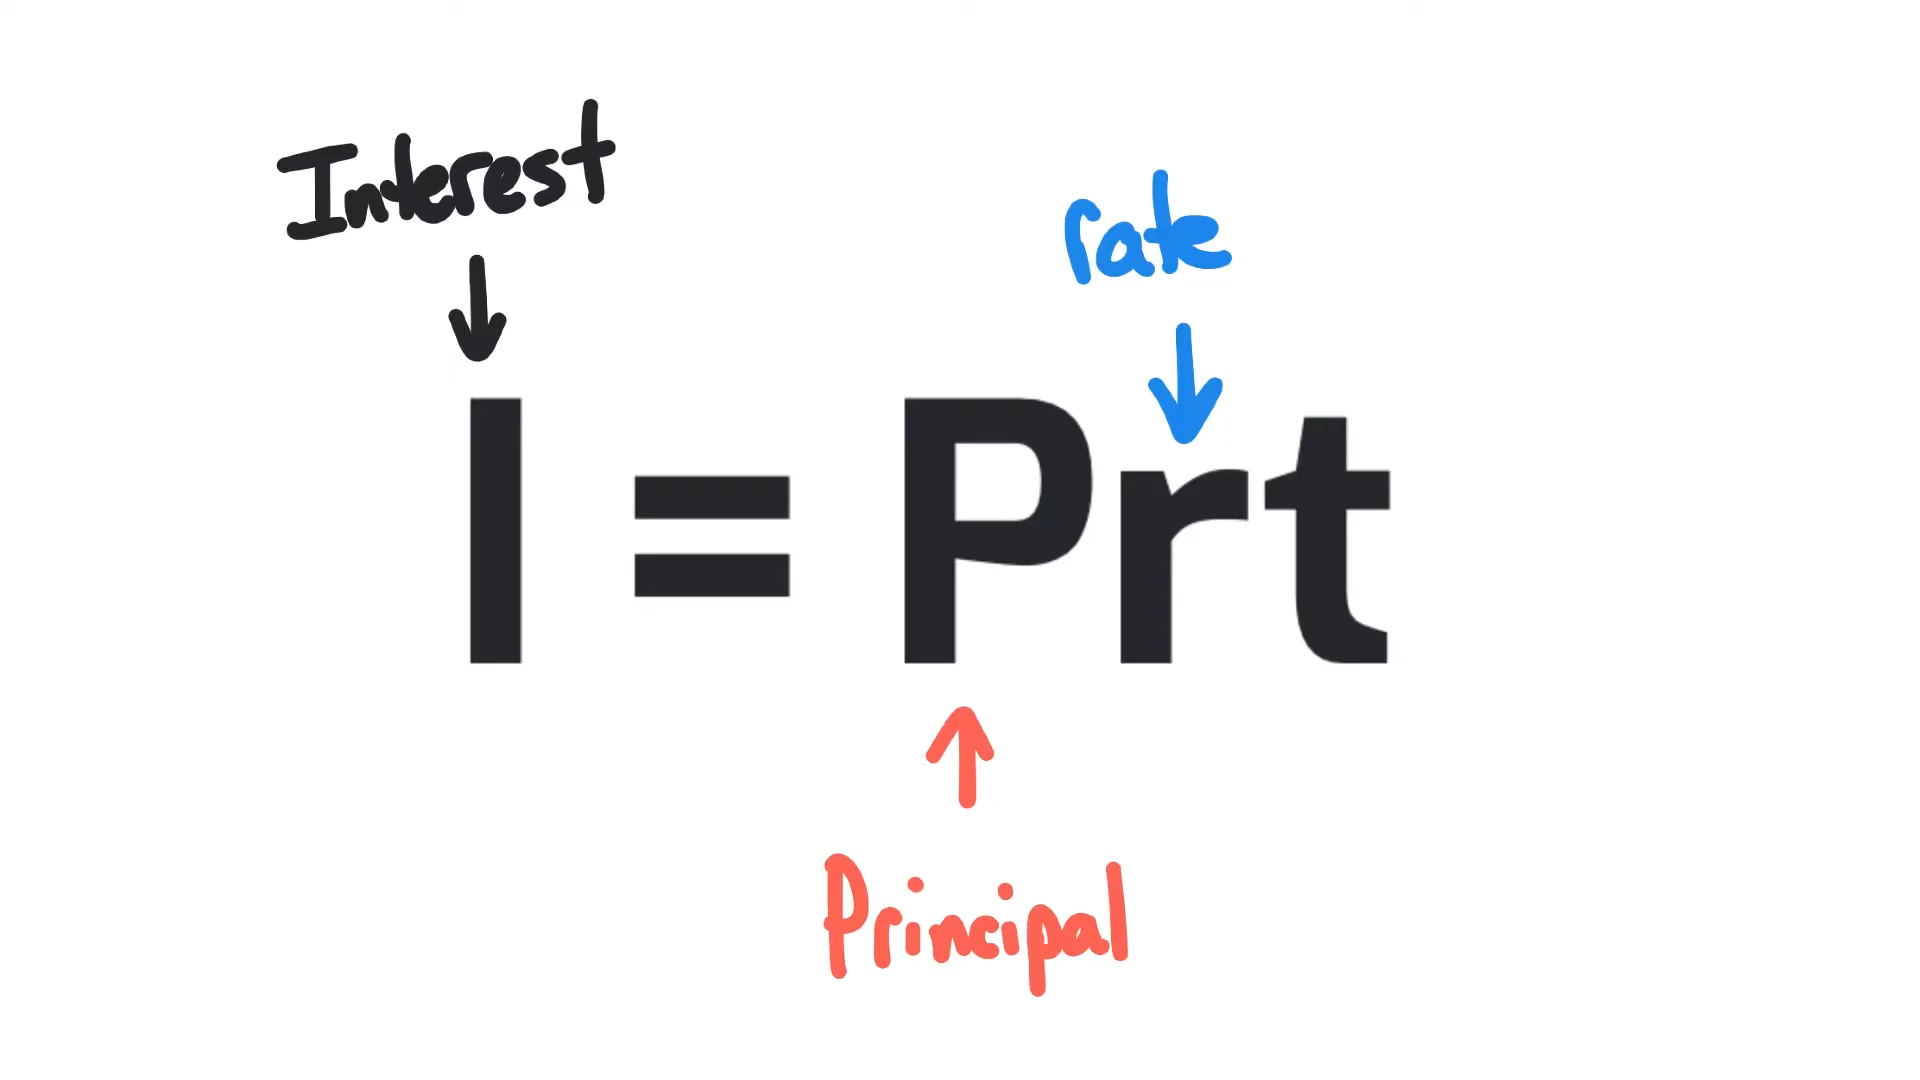 Interest
rate
I = Prt
Principal